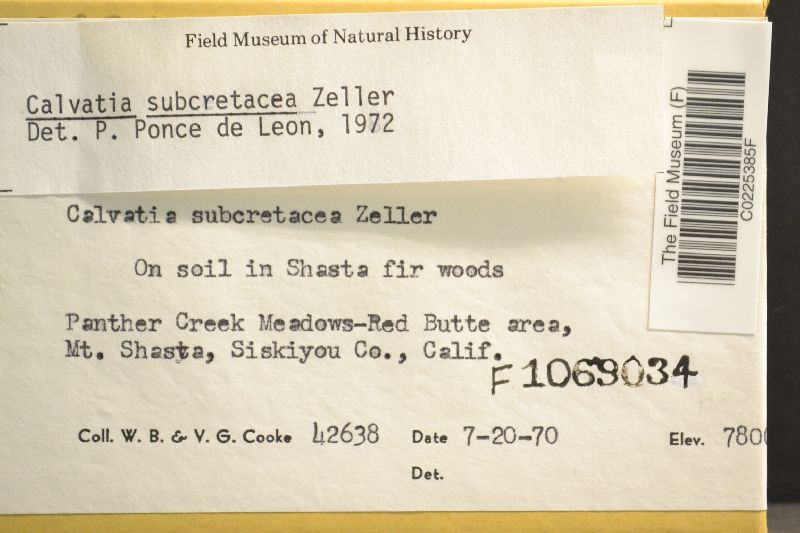 Field Museum of Natural History
Calvatia subcretacea Zeller
Det. P. Ponce de Leon, 1972
The Field Museum (F)
C0225385F
Calvatia subcretacea Zeller
On soil in Shasta fir woods
Panther Creek Meadows-Red Butte area,
Mt. Shasta, Siskiyou Co., Calif.
F 1069034
Coll. W. B. & V. G. Cooke 42638 Date 7-20-70 Elev. 7800
Det.